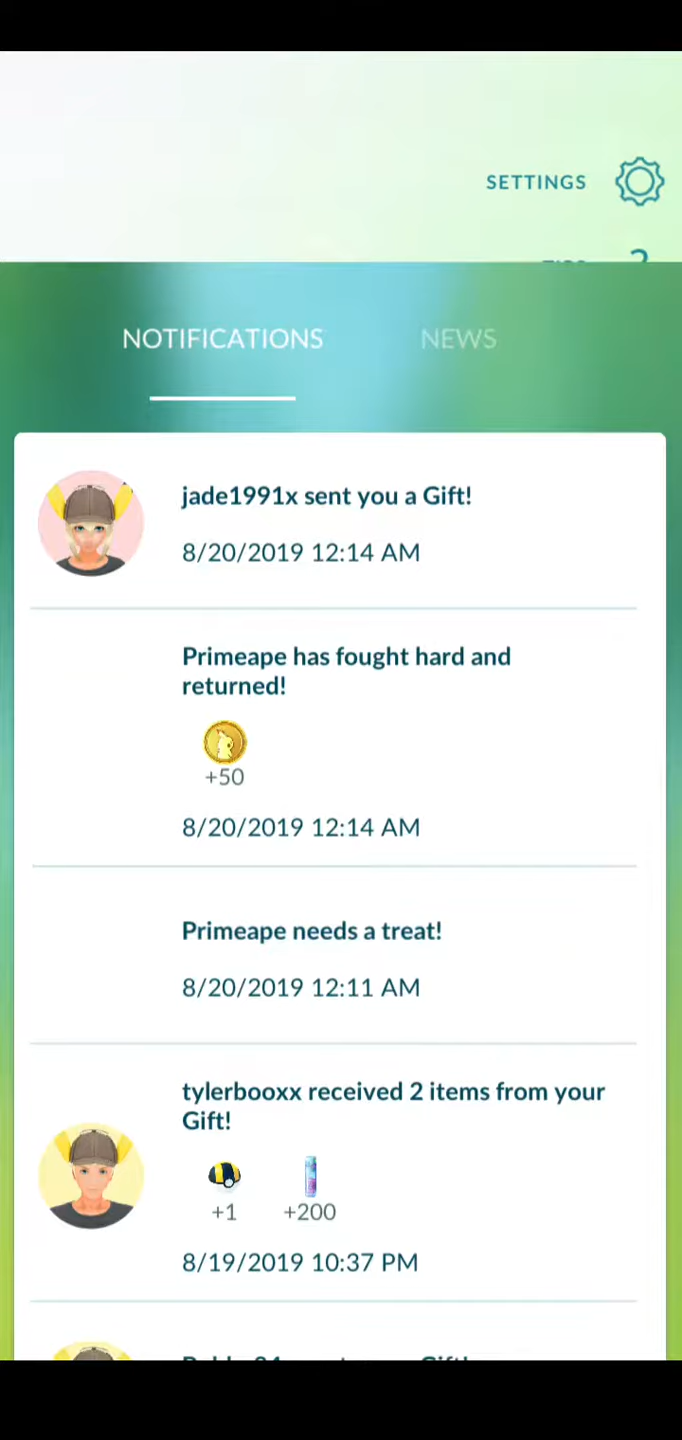 SETTINGS
NOTIFICATIONS
NEWS
jade1991x sent you a Gift!
8/20/2019 12:14 AM
Primeape has fought hard and
returned!
+50
8/20/2019 12:14 AM
Primeape needs a treat!
8/20/2019 12:11 AM
tylerbooxx received 2 items from your
Gift!
+1
+200
8/19/2019 10:37 PM